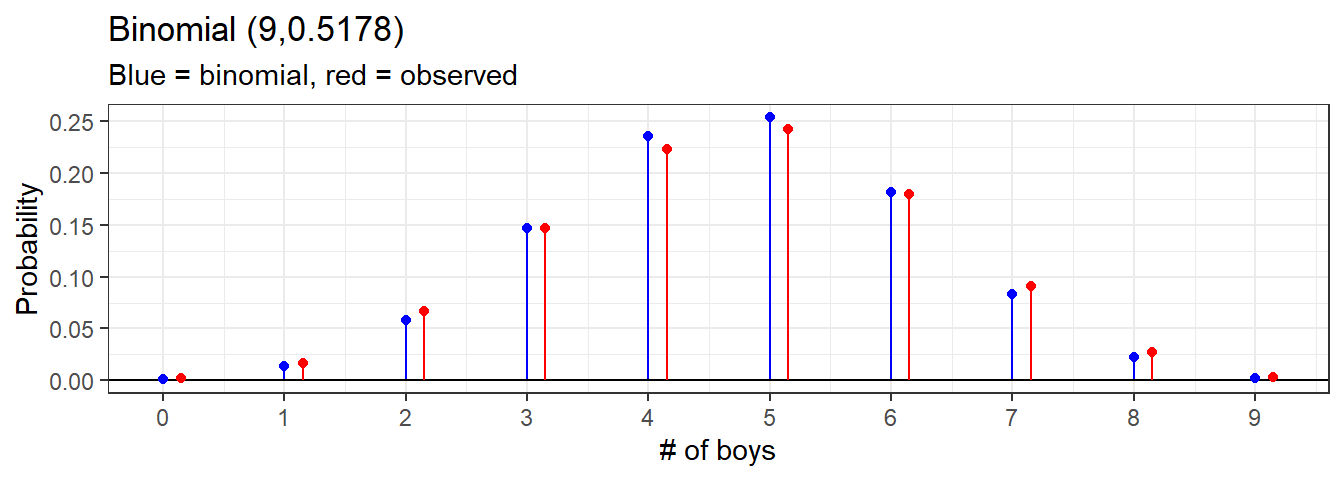 Binomial (9,0.5178)
Blue = binomial, red = observed
Probability
0.25
0.20
0.15
0.10
0.05
0.00
0 1 2 3 4 5 6 7 8 9
# of boys